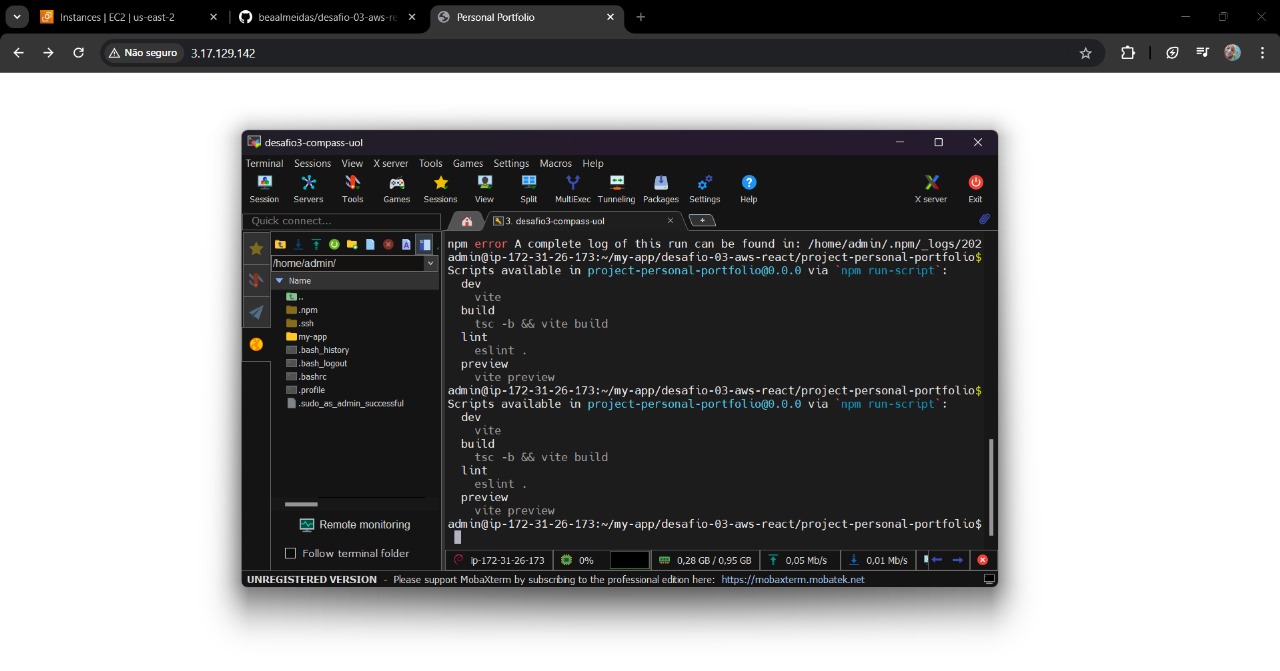 Instances | EC2 | us-east-2
beaalmeidas/desafio-03-aws-re
Personal Portfolio
Não seguro
3.17.129.142
desafio3-compass-uol
Terminal Sessions View X server Tools Games Settings Macros Help
Session Servers Tools Games Sessions View Split MultiExec Tunneling Packages Settings Help X server Exit
Quick connect...
3. desafio3-compass-uol
/home/admin/
Name
..
.npm
.ssh
my-app
.bash_history
.bash_logout
.bashrc
.profile
.sudo_as_admin_successful
Remote monitoring
Follow terminal folder
npm error A complete log of this run can be found in: /home/admin/.npm/_logs/202
admin@ip-172-31-26-173:~/my-app/desafio-03-aws-react/project-personal-portfolio$
Scripts available in project-personal-portfolio@0.0.0 via `npm run-script`:
dev
vite
build
tsc -b && vite build
lint
eslint .
preview
vite preview
admin@ip-172-31-26-173:~/my-app/desafio-03-aws-react/project-personal-portfolio$
Scripts available in project-personal-portfolio@0.0.0 via `npm run-script`:
dev
vite
build
tsc -b && vite build
lint
eslint .
preview
vite preview
admin@ip-172-31-26-173:~/my-app/desafio-03-aws-react/project-personal-portfolio$
ip-172-31-26-173 0% 0,28 GB / 0,95 GB 0,05 Mb/s 0,01 Mb/s
UNREGISTERED VERSION - Please support MobaXterm by subscribing to the professional edition here: https://mobaxterm.mobatek.net